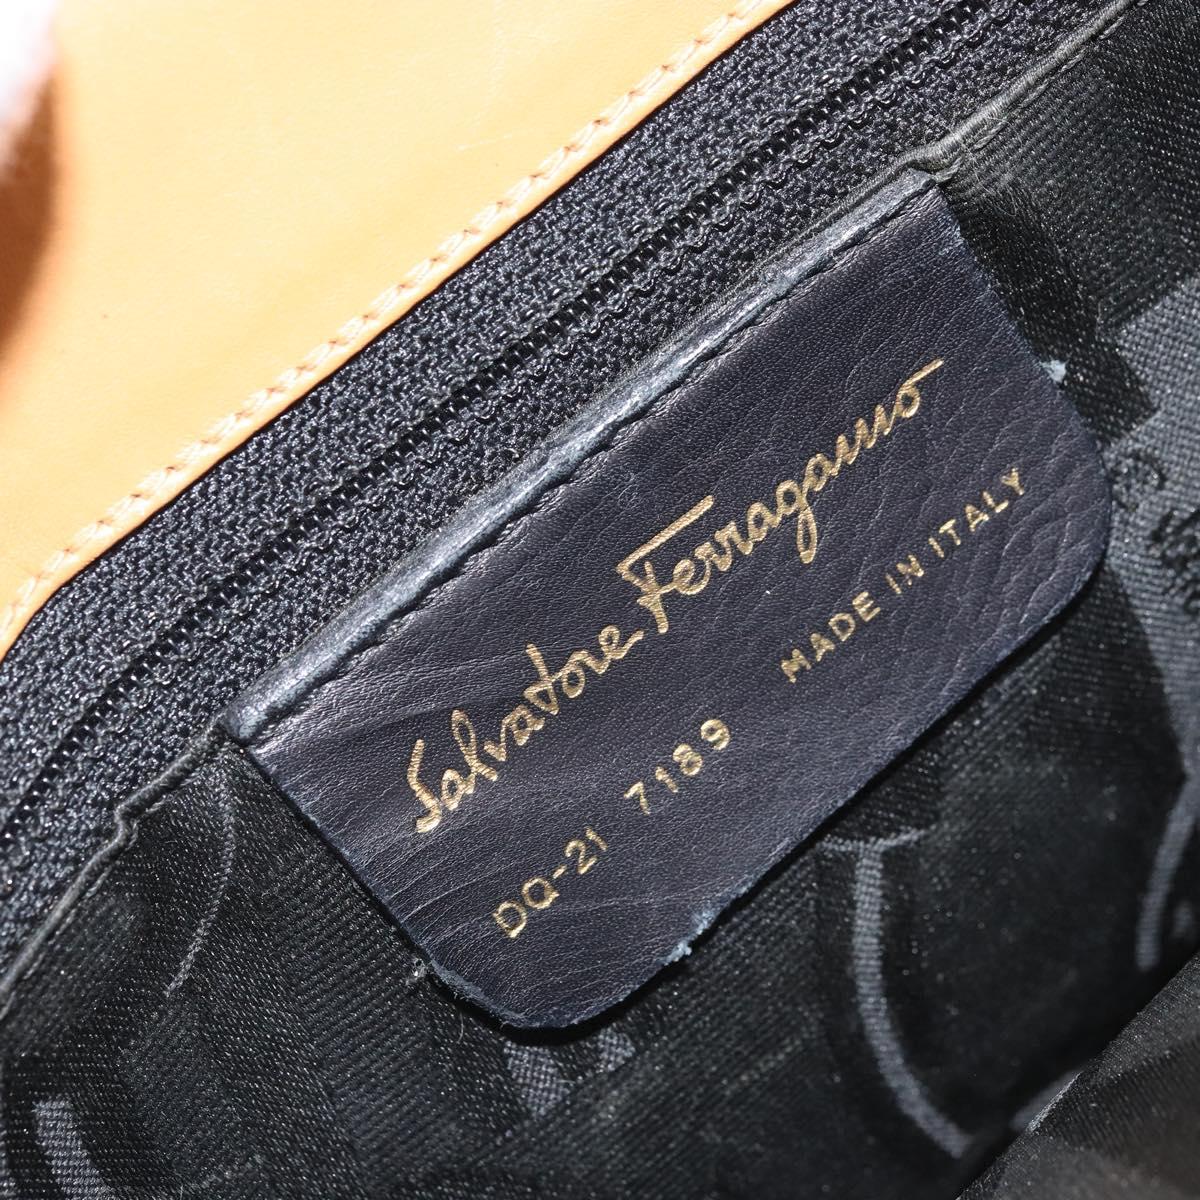 Salvatore Ferragamo
DQ-21 7189 MADE IN ITALY